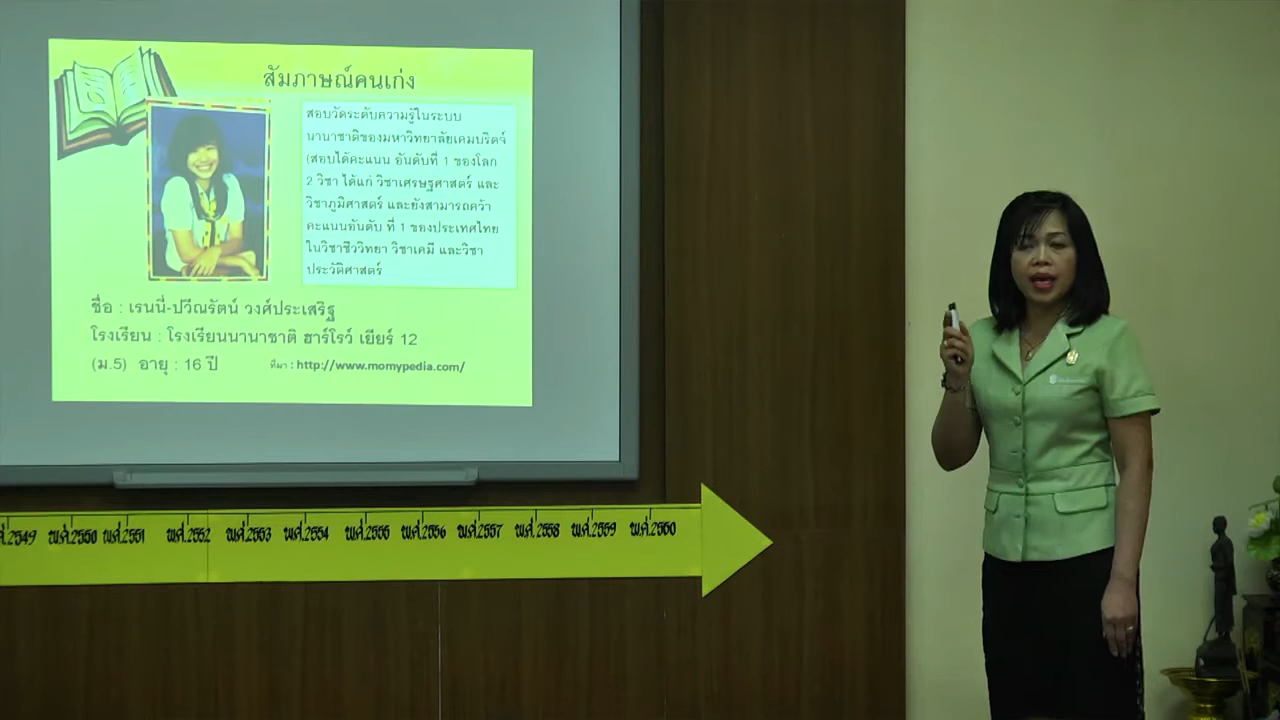 สัมภาษณ์คนเก่ง
สอบวัดระดับความรู้ในระบบ
นานาชาติของมหาวิทยาลัยเคมบริดจ์
(สอบได้คะแนน อันดับที่ 1 ของโลก
2 วิชา ได้แก่ วิชาเศรษฐศาสตร์ และ
วิชาภูมิศาสตร์ และยังสามารถคว้า
คะแนนอันดับ ที่ 1 ของประเทศไทย
ในวิชาชีววิทยา วิชาเคมี และวิชา
ประวัติศาสตร์
ชื่อ : เรนนี่-ปวีณรัตน์ วงศ์ประเสริฐ
โรงเรียน : โรงเรียนนานาชาติ ฮาร์โรว์ เยียร์ 12
(ม.5) อายุ : 16 ปี ที่มา : http://www.momypedia.com/
ศ.2549 พ.ศ.2550 พ.ศ.2551 พ.ศ.2552 พ.ศ.2553 พ.ศ.2554 พ.ศ.2555 พ.ศ.2556 พ.ศ.2557 พ.ศ.2558 พ.ศ.2559 พ.ศ.2560